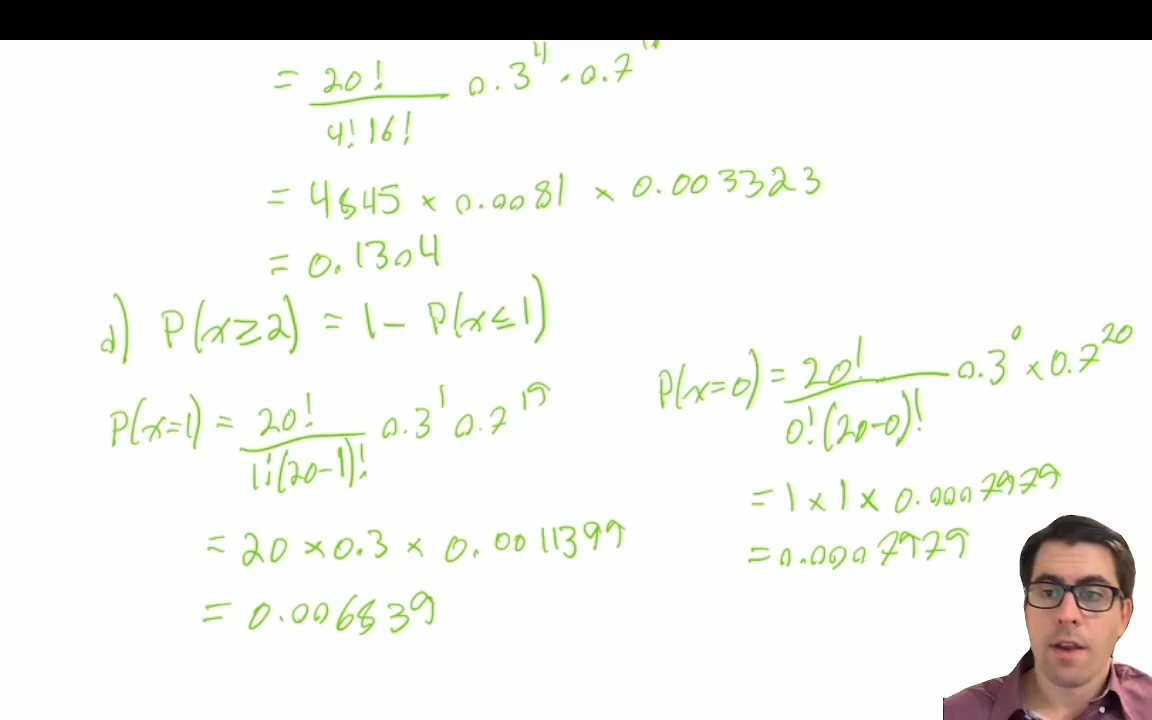 = 20! / 4! 16! 0.3^4 · 0.7
= 4845 × 0.0081 × 0.003323
= 0.1304
d) P(x≥2) = 1 - P(x≤1)
P(x=1) = 20! / 1!(20-1)! 0.3^1 0.7^19
= 20 × 0.3 × 0.0011399
= 0.006839
P(x=0) = 20! / 0!(20-0)! 0.3^0 × 0.7^20
= 1 × 1 × 0.0007979
= 0.0007979